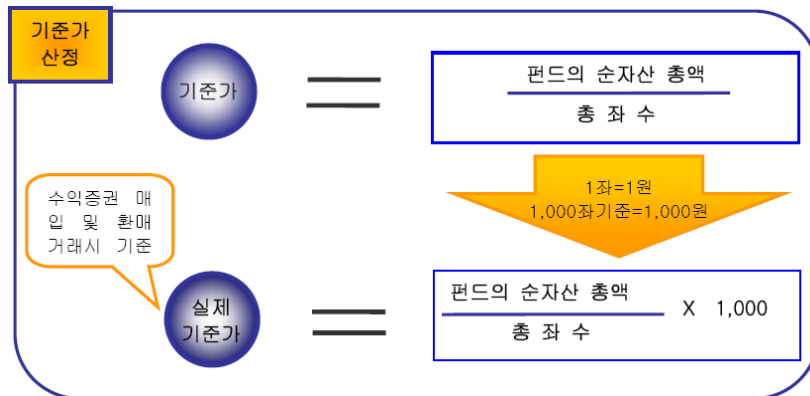 기준가
산정
기준가
펀드의 순자산 총액
총 좌 수
1좌=1원
1,000좌기준=1,000원
수익증권 매
입 및 환매
거래시 기준
실제
기준가
펀드의 순자산 총액
총 좌 수
X 1,000